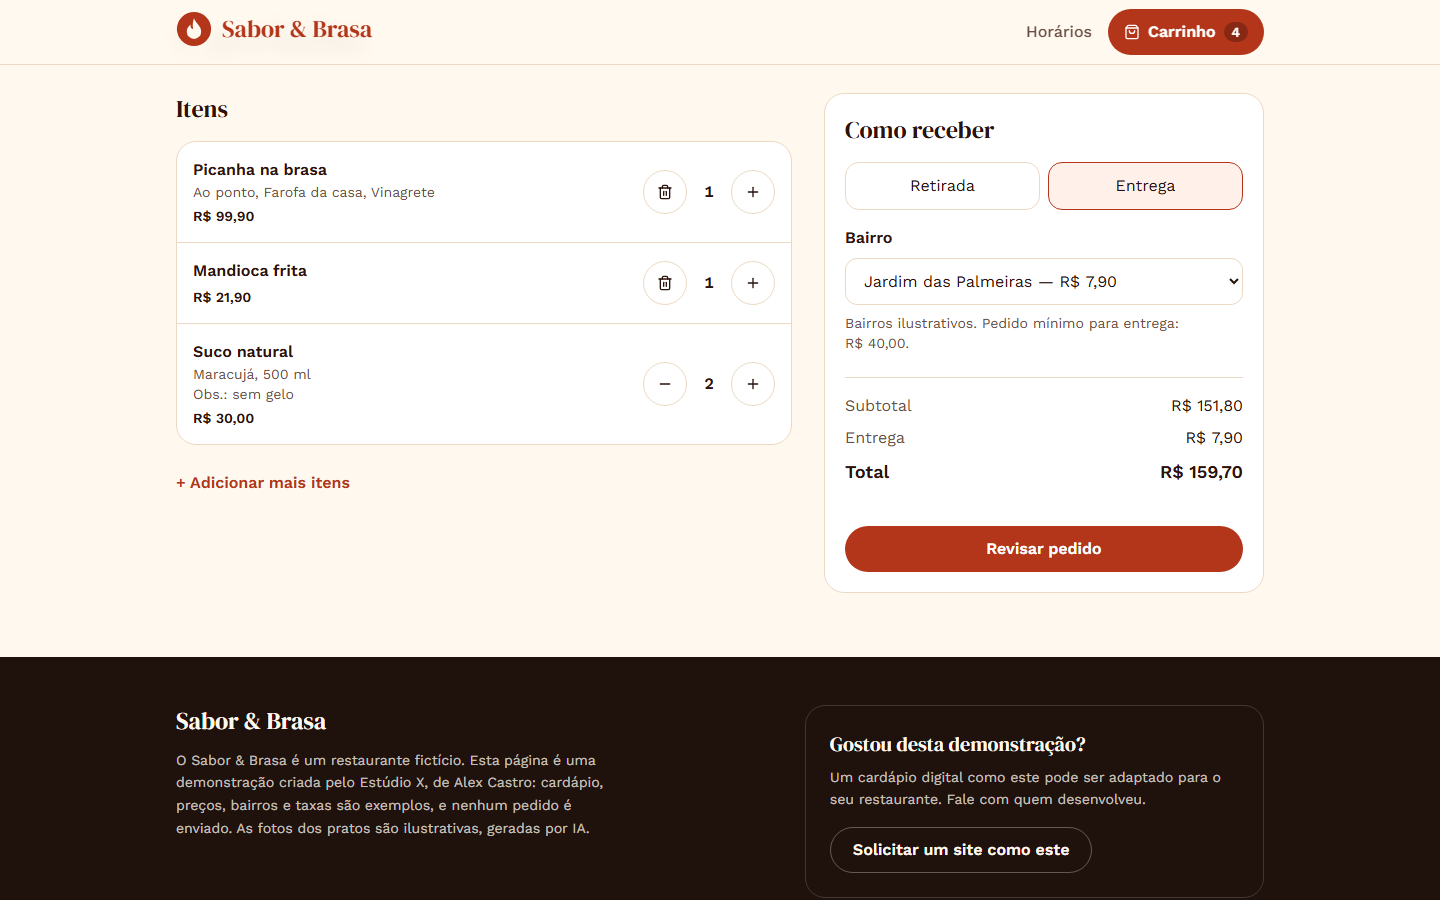 Sabor & Brasa
Horários
Carrinho 4
Itens
Picanha na brasa
Ao ponto, Farofa da casa, Vinagrete
R$ 99,90
1
Mandioca frita
R$ 21,90
1
Suco natural
Maracujá, 500 ml
Obs.: sem gelo
R$ 30,00
2
+ Adicionar mais itens
Como receber
Retirada
Entrega
Bairro
Jardim das Palmeiras — R$ 7,90
Bairros ilustrativos. Pedido mínimo para entrega:
R$ 40,00.
Subtotal R$ 151,80
Entrega R$ 7,90
Total R$ 159,70
Revisar pedido
Sabor & Brasa
O Sabor & Brasa é um restaurante fictício. Esta página é uma
demonstração criada pelo Estúdio X, de Alex Castro: cardápio,
preços, bairros e taxas são exemplos, e nenhum pedido é
enviado. As fotos dos pratos são ilustrativas, geradas por IA.
Gostou desta demonstração?
Um cardápio digital como este pode ser adaptado para o
seu restaurante. Fale com quem desenvolveu.
Solicitar um site como este